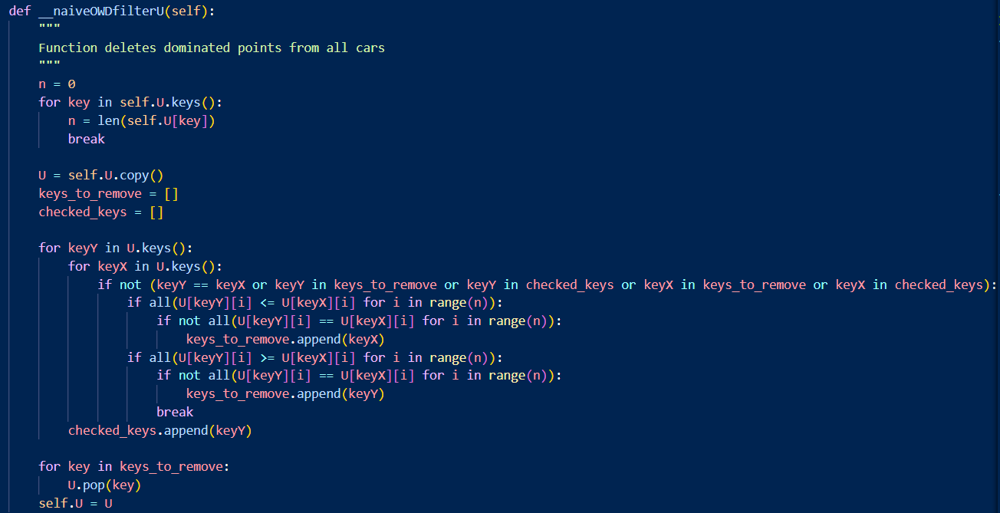 def __naiveOWDfilterU(self):
    """
    Function deletes dominated points from all cars
    """
    n = 0
    for key in self.U.keys():
        n = len(self.U[key])
        break

    U = self.U.copy()
    keys_to_remove = []
    checked_keys = []

    for keyY in U.keys():
        for keyX in U.keys():
            if not (keyY == keyX or keyY in keys_to_remove or keyY in checked_keys or keyX in keys_to_remove or keyX in checked_keys):
                if all(U[keyY][i] <= U[keyX][i] for i in range(n)):
                    if not all(U[keyY][i] == U[keyX][i] for i in range(n)):
                        keys_to_remove.append(keyX)
                if all(U[keyY][i] >= U[keyX][i] for i in range(n)):
                    if not all(U[keyY][i] == U[keyX][i] for i in range(n)):
                        keys_to_remove.append(keyY)
                    break
        checked_keys.append(keyY)

    for key in keys_to_remove:
        U.pop(key)
    self.U = U